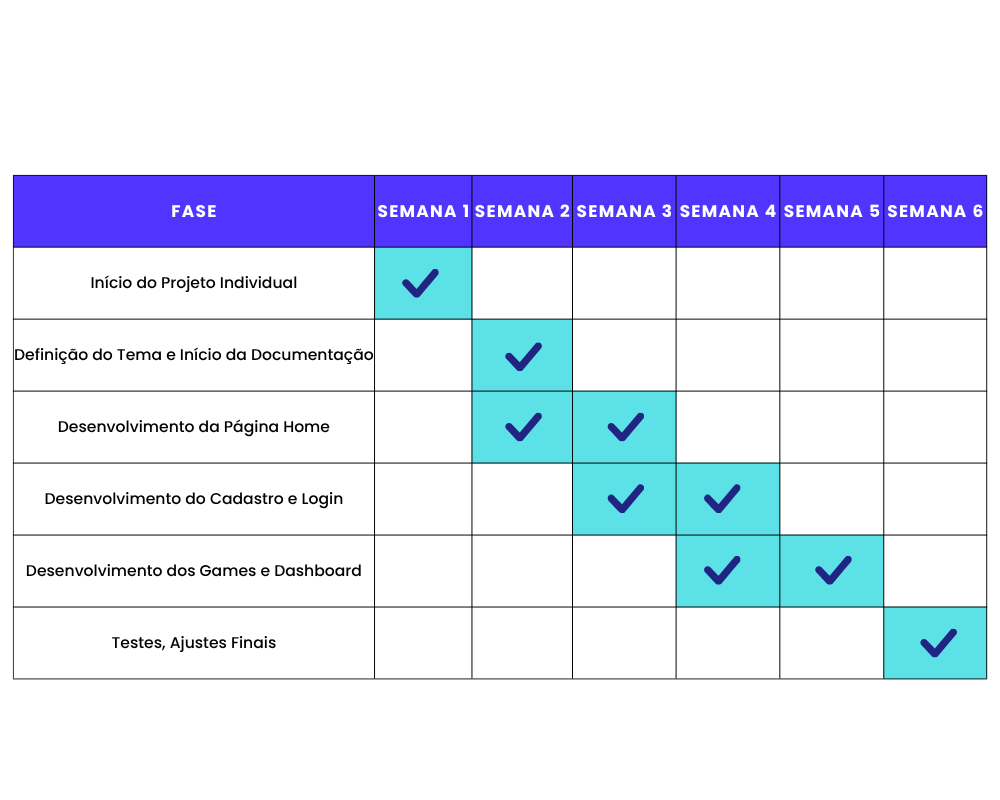 FASE SEMANA 1 SEMANA 2 SEMANA 3 SEMANA 4 SEMANA 5 SEMANA 6
Início do Projeto Individual
Definição do Tema e Início da Documentação
Desenvolvimento da Página Home
Desenvolvimento do Cadastro e Login
Desenvolvimento dos Games e Dashboard
Testes, Ajustes Finais